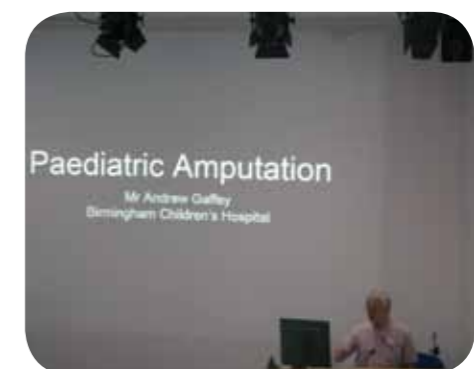 Paediatric Amputation
Mr Andrew Gaffey
Birmingham Children's Hospital